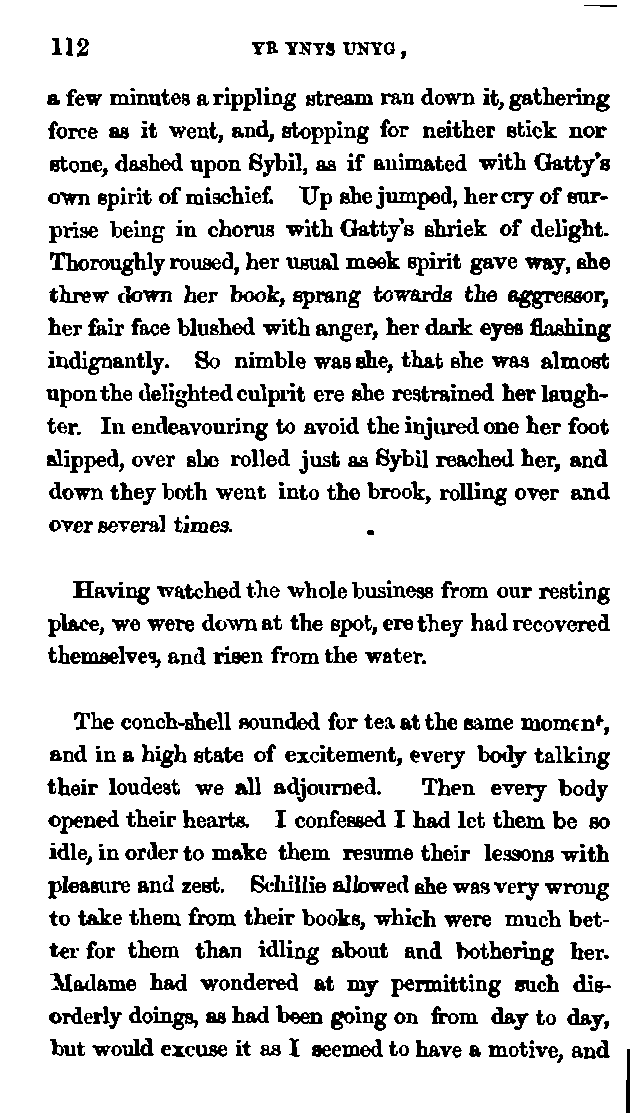 112 YR YNYS UNYG,
a few minutes a rippling stream ran down it, gathering
force as it went, and, stopping for neither stick nor
stone, dashed upon Sybil, as if animated with Gatty's
own spirit of mischief. Up she jumped, her cry of sur-
prise being in chorus with Gatty's shriek of delight.
Thoroughly roused, her usual meek spirit gave way, she
threw down her book, sprang towards the aggressor,
her fair face blushed with anger, her dark eyes flashing
indignantly. So nimble was she, that she was almost
upon the delighted culprit ere she restrained her laugh-
ter. In endeavouring to avoid the injured one her foot
slipped, over she rolled just as Sybil reached her, and
down they both went into the brook, rolling over and
over several times.
Having watched the whole business from our resting
place, we were down at the spot, ere they had recovered
themselves, and risen from the water.
The conch-shell sounded for tea at the same moment,
and in a high state of excitement, every body talking
their loudest we all adjourned. Then every body
opened their hearts. I confessed I had let them be so
idle, in order to make them resume their lessons with
pleasure and zest. Schillie allowed she was very wroug
to take them from their books, which were much bet-
ter for them than idling about and bothering her.
Madame had wondered at my permitting such dis-
orderly doings, as had been going on from day to day,
but would excuse it as I seemed to have a motive, and